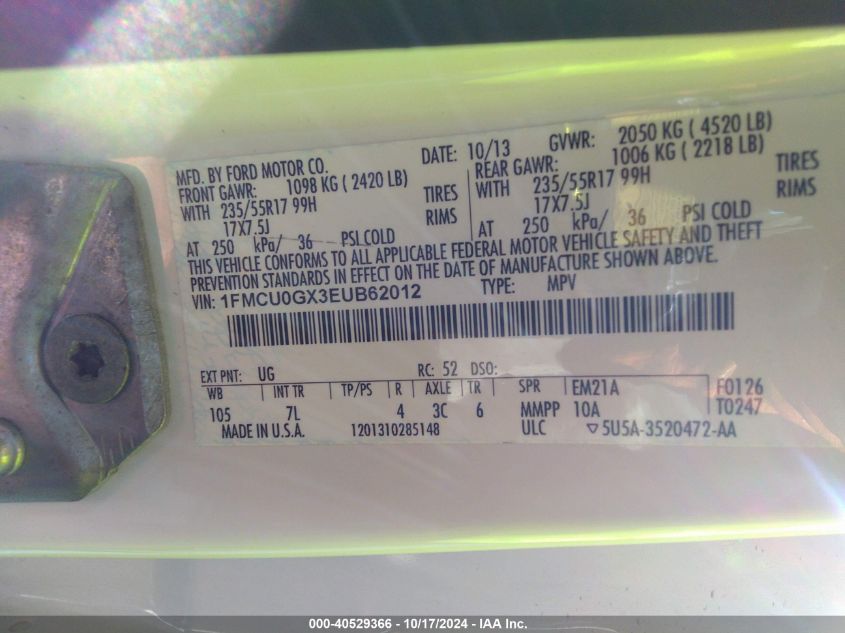 MFD. BY FORD MOTOR CO. DATE: 10/13 GVWR: 2050 KG ( 4520 LB)
FRONT GAWR: 1098 KG ( 2420 LB) REAR GAWR: 1006 KG ( 2218 LB)
WITH 235/55R17 99H TIRES WITH 235/55R17 99H TIRES
17X7.5J RIMS 17X7.5J RIMS
AT 250 kPa/ 36 PSI COLD AT 250 kPa/ 36 PSI COLD
THIS VEHICLE CONFORMS TO ALL APPLICABLE FEDERAL MOTOR VEHICLE SAFETY AND THEFT
PREVENTION STANDARDS IN EFFECT ON THE DATE OF MANUFACTURE SHOWN ABOVE.
VIN: 1FMCU0GX3EUB62012 TYPE: MPV
EXT PNT: UG RC: 52 DSO:
WB INT TR TP/PS R AXLE TR SPR EM21A F0126
105 7L 4 3C 6 MMPP 10A T0247
MADE IN U.S.A. 1201310285148 ULC ▽5U5A-3520472-AA
000-40529366 - 10/17/2024 - IAA Inc.